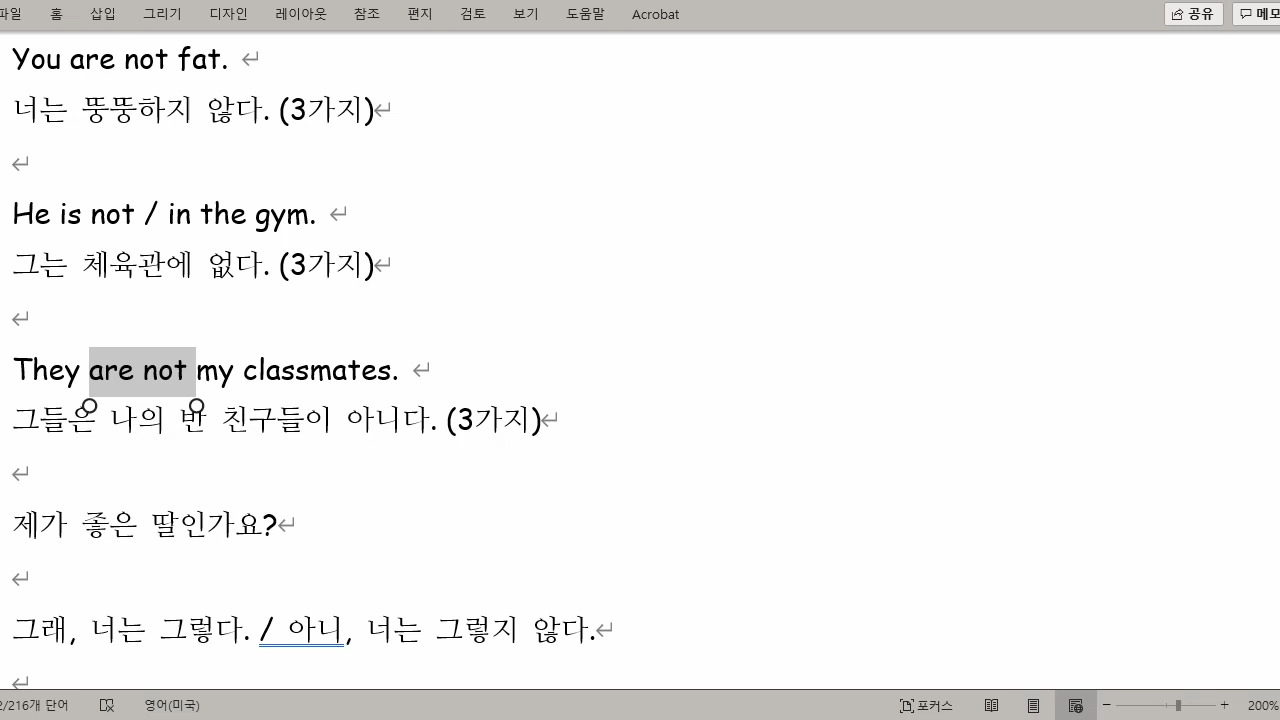 파일 홈 삽입 그리기 디자인 레이아웃 참조 편지 검토 보기 도움말 Acrobat 공유 메모
You are not fat.
너는 뚱뚱하지 않다. (3가지)
He is not / in the gym.
그는 체육관에 없다. (3가지)
They are not my classmates.
그들은 나의 반 친구들이 아니다. (3가지)
제가 좋은 딸인가요?
그래, 너는 그렇다. / 아니, 너는 그렇지 않다.
2/216개 단어 영어(미국) 포커스 200%